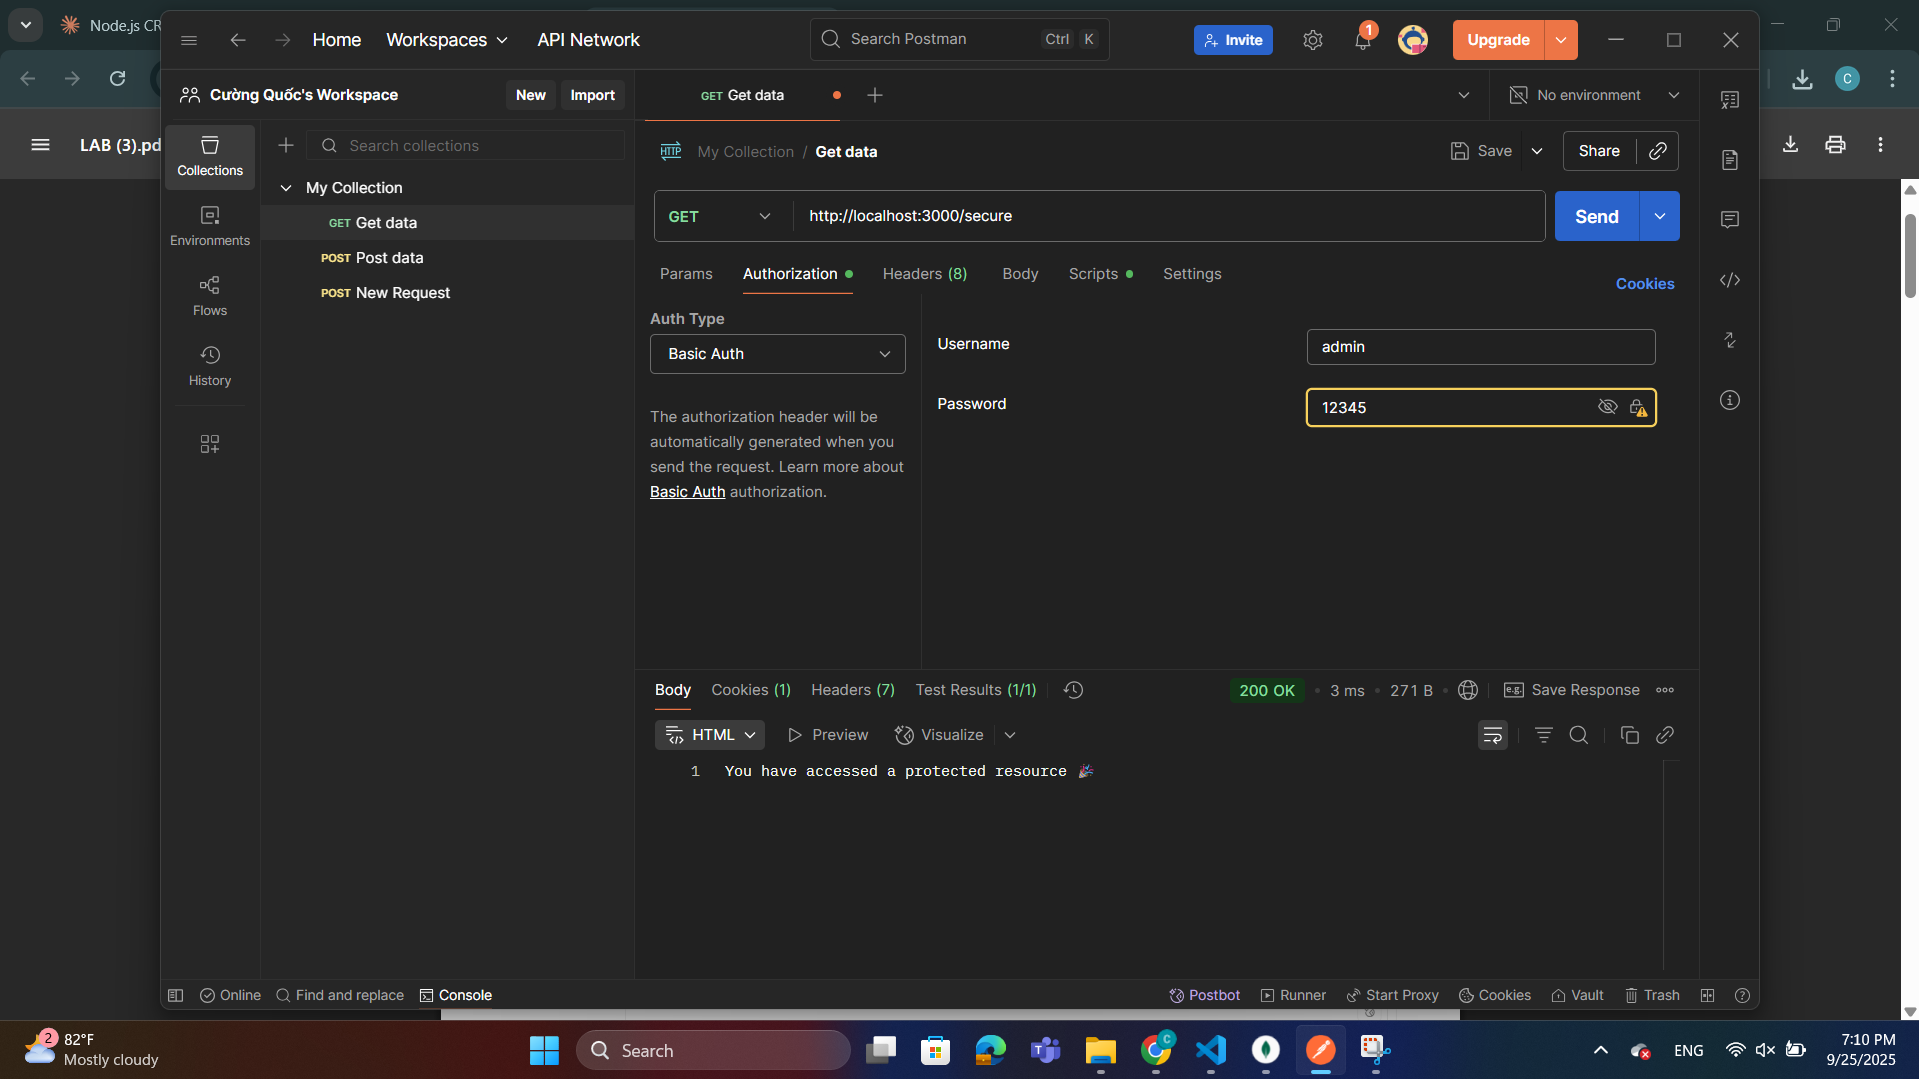 Node.js CR
Home
Workspaces
API Network
Search Postman
Ctrl
K
Invite
1
Upgrade
C
LAB (3).pd
Cường Quốc's Workspace
New
Import
GET Get data
No environment
Collections
Search collections
HTTP
My Collection / Get data
Save
Share
My Collection
GET Get data
POST Post data
POST New Request
Environments
Flows
History
GET
http://localhost:3000/secure
Send
Params
Authorization
Headers (8)
Body
Scripts
Settings
Cookies
Auth Type
Basic Auth
The authorization header will be
automatically generated when you
send the request. Learn more about
Basic Auth authorization.
Username
admin
Password
12345
Body
Cookies (1)
Headers (7)
Test Results (1/1)
200 OK
3 ms
271 B
e.g.
Save Response
HTML
Preview
Visualize
1 You have accessed a protected resource 🎉
Online
Find and replace
Console
Postbot
Runner
Start Proxy
Cookies
Vault
Trash
2
82°F
Mostly cloudy
Search
C
ENG
7:10 PM
9/25/2025